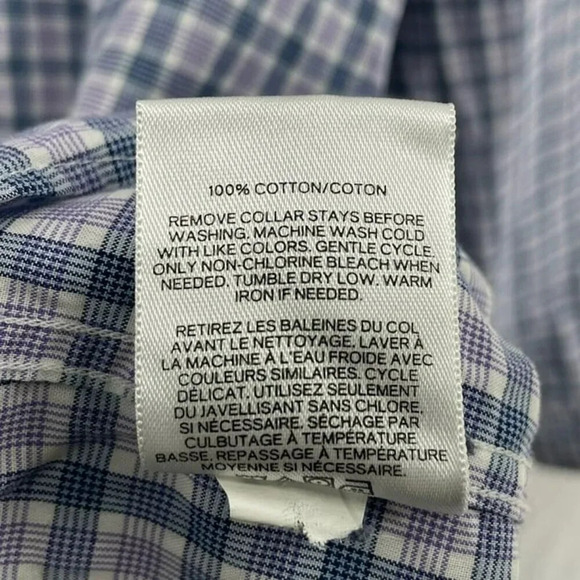 100% COTTON/COTON
REMOVE COLLAR STAYS BEFORE
WASHING. MACHINE WASH COLD
WITH LIKE COLORS. GENTLE CYCLE.
ONLY NON-CHLORINE BLEACH WHEN
NEEDED. TUMBLE DRY LOW. WARM
IRON IF NEEDED.
RETIREZ LES BALEINES DU COL
AVANT LE NETTOYAGE. LAVER À
LA MACHINE À L'EAU FROIDE AVEC
COULEURS SIMILAIRES. CYCLE
DÉLICAT. UTILISEZ SEULEMENT
DU JAVELLISANT SANS CHLORE,
SI NÉCESSAIRE. SÉCHAGE PAR
CULBUTAGE À TEMPÉRATURE
BASSE. REPASSAGE À TEMPÉRATURE
MOYENNE SI NÉCESSAIRE.